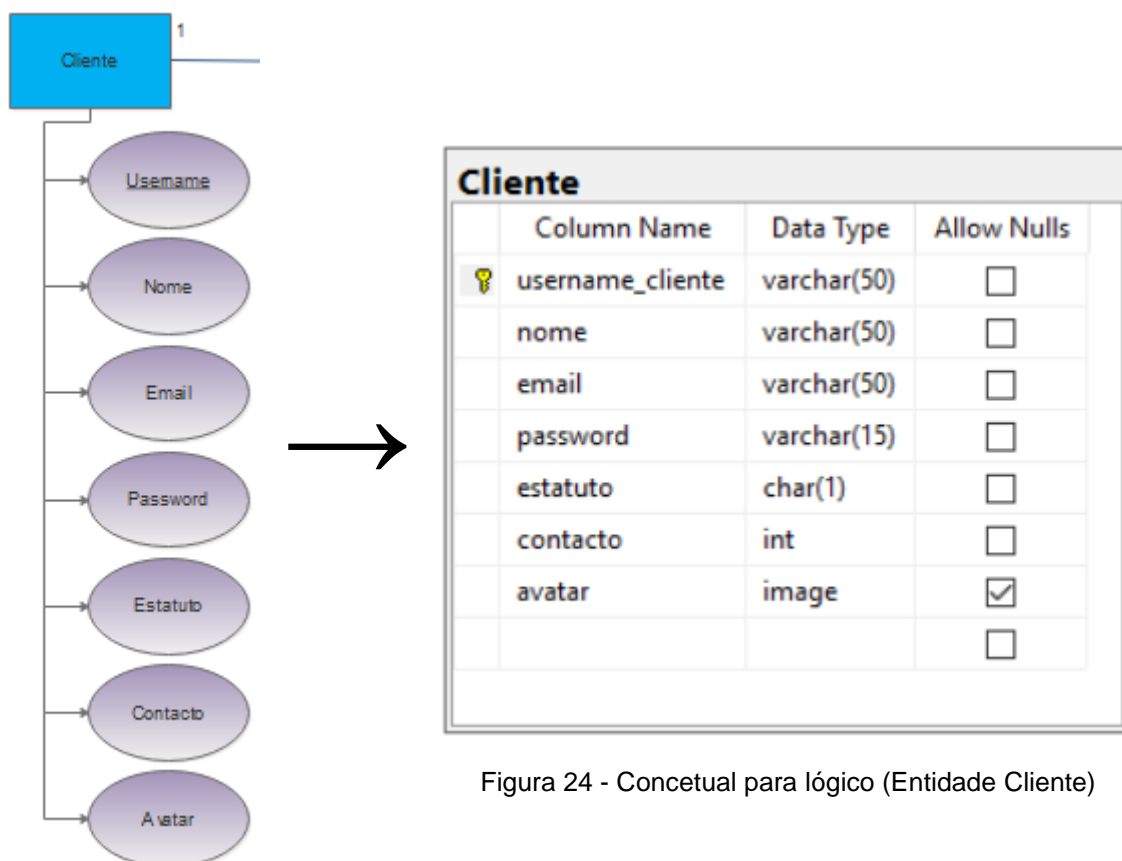 1
Cliente
Username
Nome
Email
Password
Estatuto
Contacto
Avatar
Cliente
Column Name Data Type Allow Nulls
username_cliente varchar(50)
nome varchar(50)
email varchar(50)
password varchar(15)
estatuto char(1)
contacto int
avatar image
Figura 24 - Concetual para lógico (Entidade Cliente)